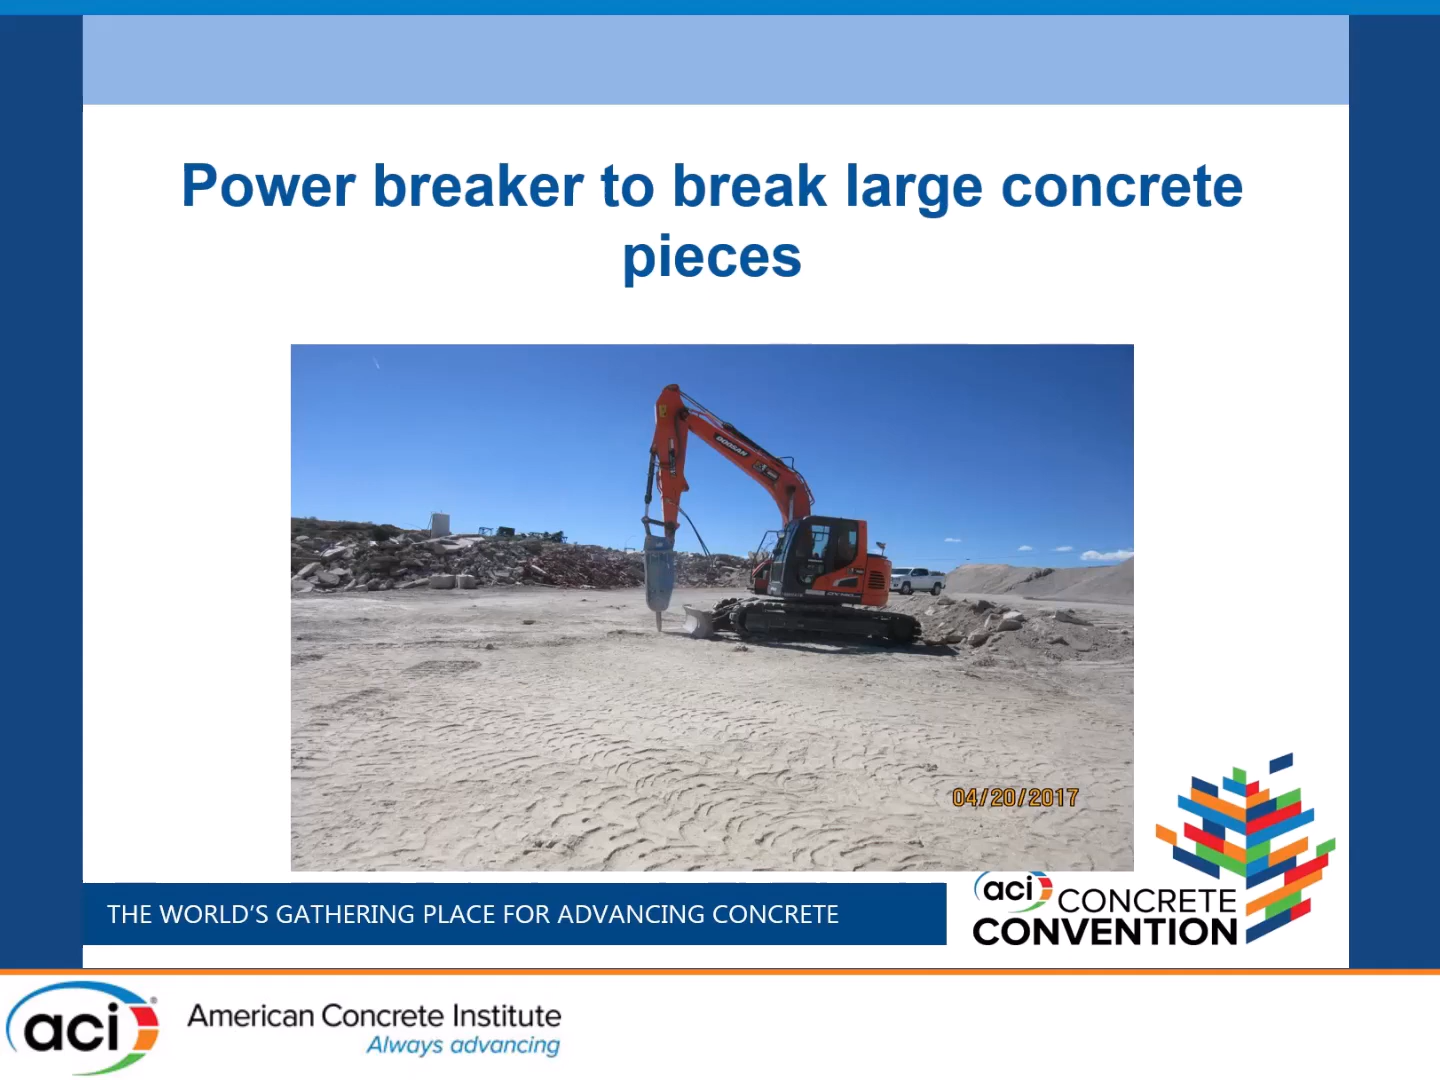 Power breaker to break large concrete
pieces
DOOSAN
04/20/2017
THE WORLD'S GATHERING PLACE FOR ADVANCING CONCRETE
aci CONCRETE
CONVENTION
aci
American Concrete Institute
Always advancing